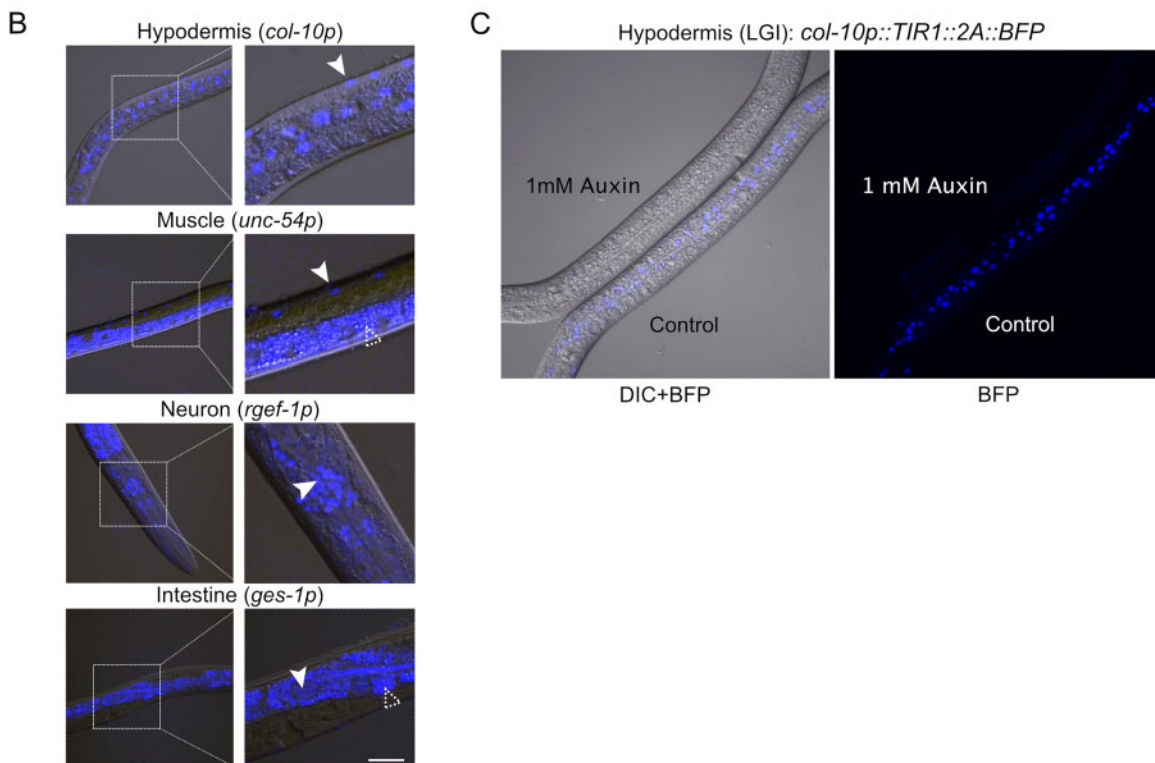 B
Hypodermis (col-10p)
Muscle (unc-54p)
Neuron (rgef-1p)
Intestine (ges-1p)
C
Hypodermis (LGI): col-10p::TIR1::2A::BFP
1mM Auxin
Control
DIC+BFP
1 mM Auxin
Control
BFP